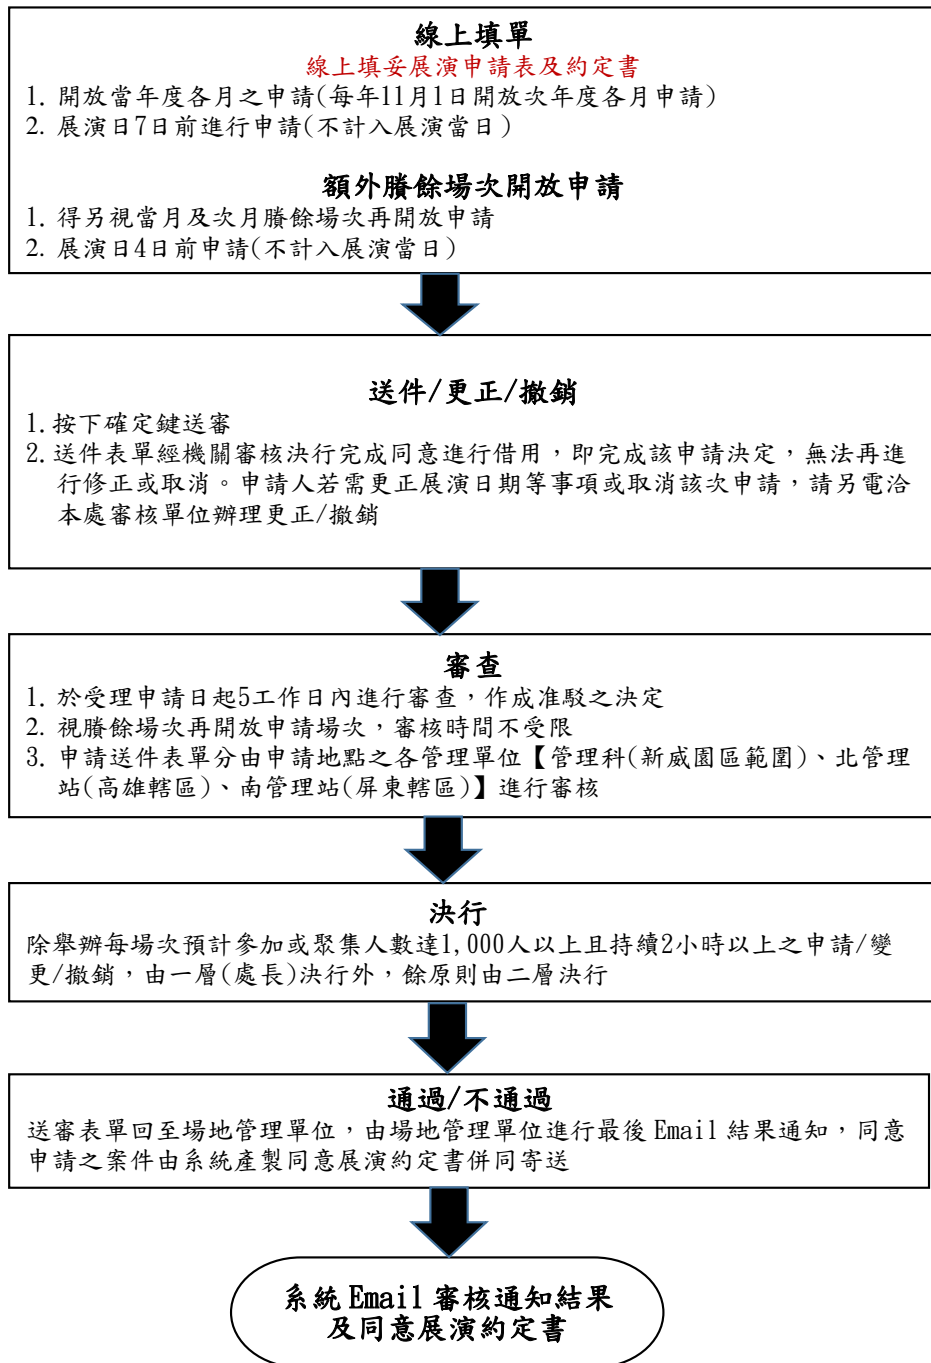 線上填單
線上填妥展演申請表及約定書
1. 開放當年度各月之申請(每年11月1日開放次年度各月申請)
2. 展演日7日前進行申請(不計入展演當日)
額外賸餘場次開放申請
1. 得另視當月及次月賸餘場次再開放申請
2. 展演日4日前申請(不計入展演當日)
送件/更正/撤銷
1. 按下確定鍵送審
2. 送件表單經機關審核決行完成同意進行借用，即完成該申請決定，無法再進
行修正或取消。申請人若需更正展演日期等事項或取消該次申請，請另電洽
本處審核單位辦理更正/撤銷
審查
1. 於受理申請日起5工作日內進行審查，作成准駁之決定
2. 視賸餘場次再開放申請場次，審核時間不受限
3. 申請送件表單分由申請地點之各管理單位【管理科(新威園區範圍)、北管理
站(高雄轄區)、南管理站(屏東轄區)】進行審核
決行
除舉辦每場次預計參加或聚集人數達1,000人以上且持續2小時以上之申請/變
更/撤銷，由一層(處長)決行外，餘原則由二層決行
通過/不通過
送審表單回至場地管理單位，由場地管理單位進行最後 Email 結果通知，同意
申請之案件由系統產製同意展演約定書併同寄送
系統 Email 審核通知結果
及同意展演約定書